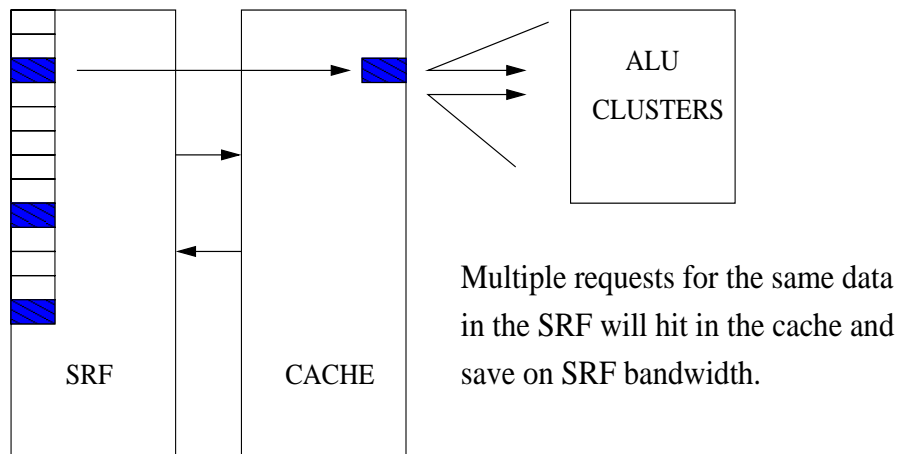 ALU
CLUSTERS
Multiple requests for the same data
in the SRF will hit in the cache and
save on SRF bandwidth.
SRF
CACHE